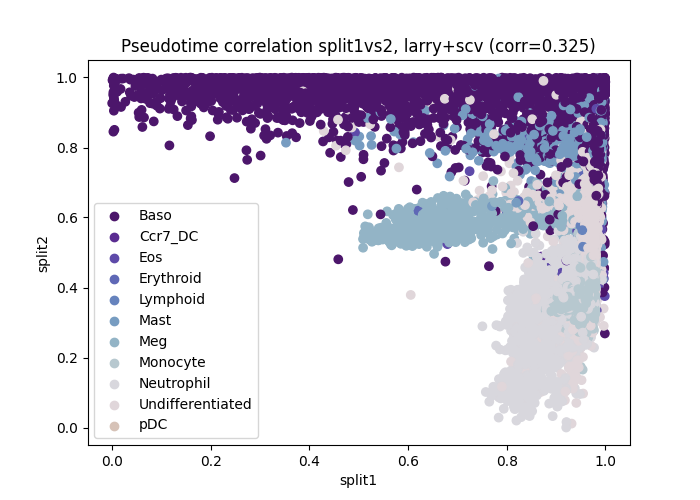 Pseudotime correlation split1vs2, larry+scv (corr=0.325)
1.0
0.8
0.6
0.4
0.2
0.0
split2
Baso
Ccr7_DC
Eos
Erythroid
Lymphoid
Mast
Meg
Monocyte
Neutrophil
Undifferentiated
pDC
0.0 0.2 0.4 0.6 0.8 1.0
split1